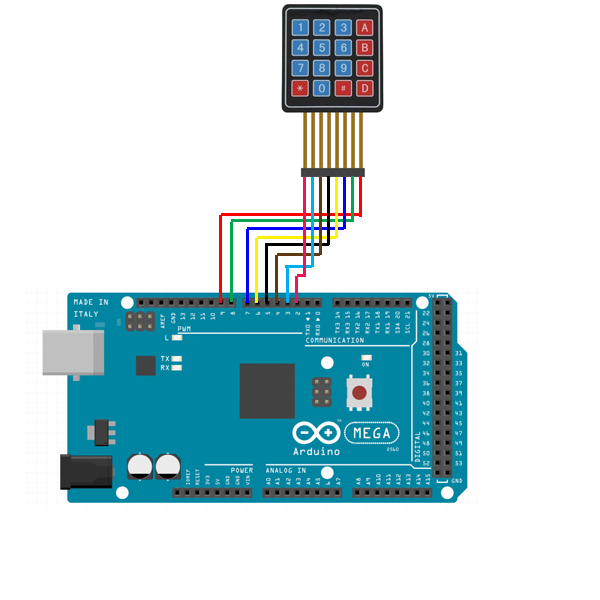 1 2 3 A
4 5 6 B
7 8 9 C
* 0 # D
MADE IN
ITALY
AREF
GND
13
12
11
10
9
8
7
6
5
4
3
2
TX0 1
RX0 0
TX3 14
RX3 15
TX2 16
RX2 17
TX1 18
RX1 19
SDA 20
SCL 21
5V
22
24
26
28
30 31
32 33
34 35
36 37
38 39
40 41
42 43
44 45
46 47
48 49
50 51
52 53
GND
PWM
L
COMMUNICATION
TX
RX
ON
MEGA
2560
Arduino
DIGITAL
POWER
ANALOG IN
IOREF
RESET
3V3
5V
GND
GND
VIN
A0
A1
A2
A3
A4
A5
6
A7
A8
A9
A10
A11
A12
A13
A14
A15